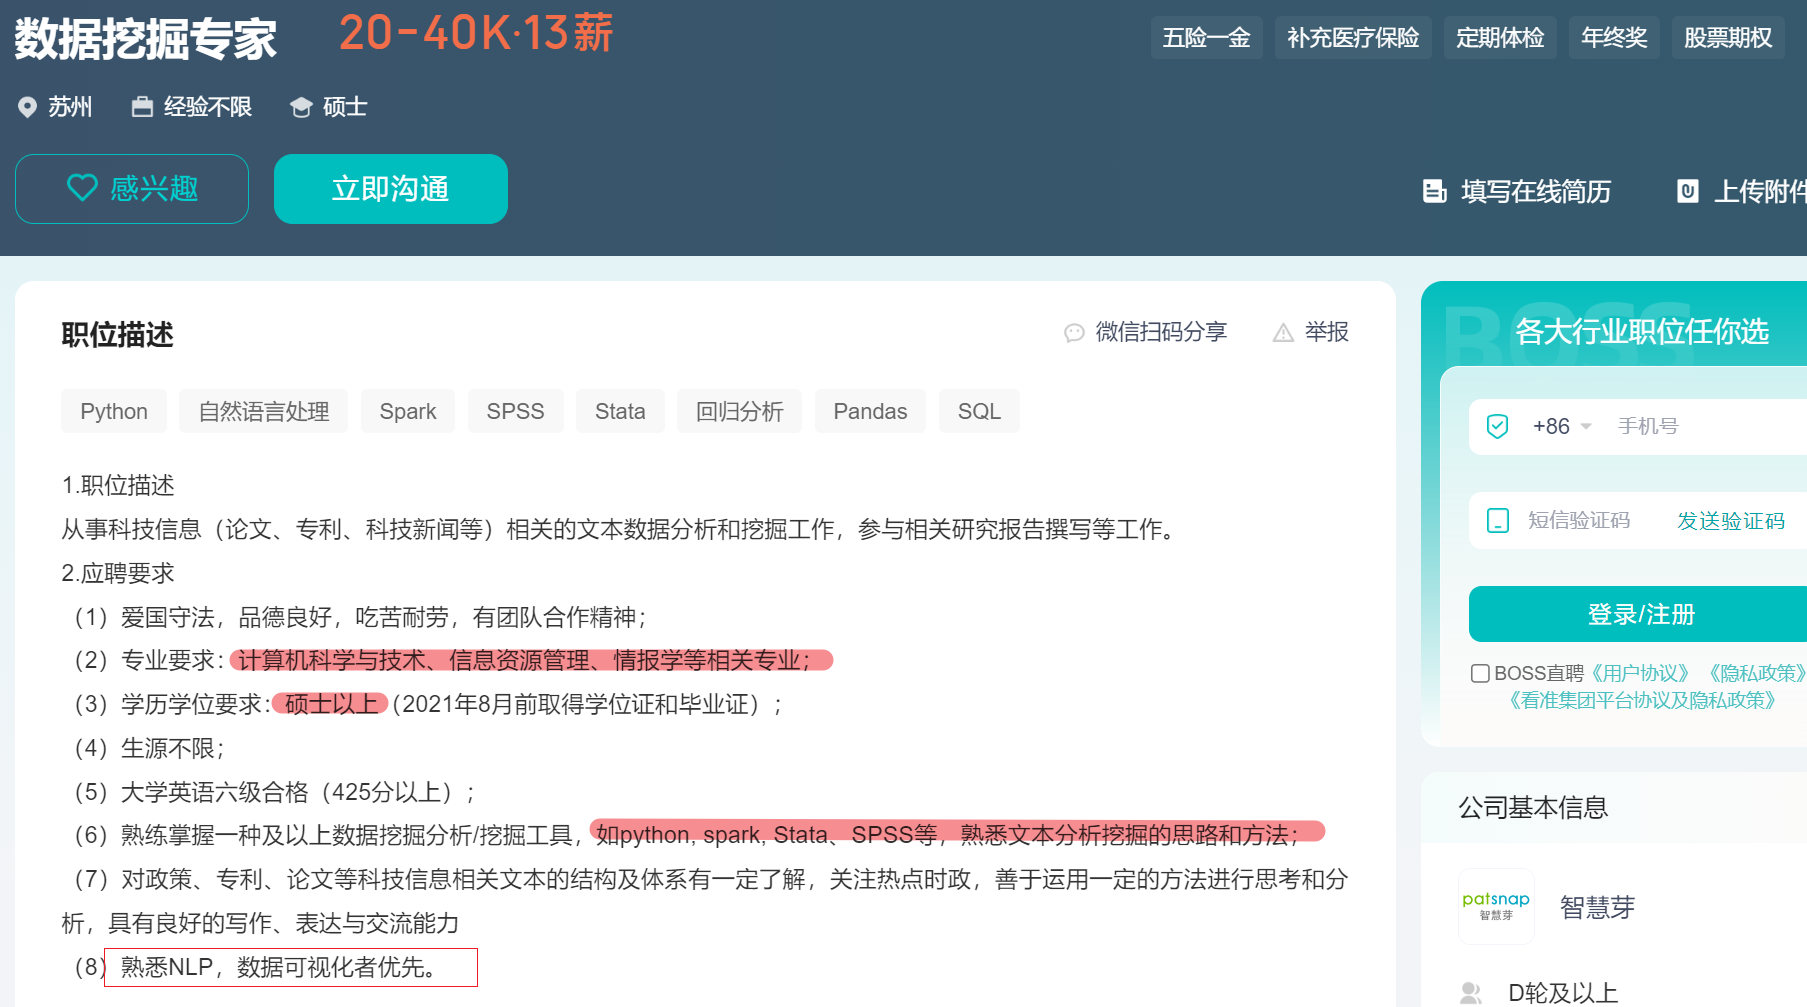 数据挖掘专家 20-40K·13薪
五险一金 补充医疗保险 定期体检 年终奖 股票期权
苏州 经验不限 硕士
感兴趣 立即沟通
填写在线简历 上传附件
职位描述
微信扫码分享 举报
Python 自然语言处理 Spark SPSS Stata 回归分析 Pandas SQL
1.职位描述
从事科技信息（论文、专利、科技新闻等）相关的文本数据分析和挖掘工作，参与相关研究报告撰写等工作。
2.应聘要求
（1）爱国守法，品德良好，吃苦耐劳，有团队合作精神；
（2）专业要求：计算机科学与技术、信息资源管理、情报学等相关专业；
（3）学历学位要求：硕士以上（2021年8月前取得学位证和毕业证）；
（4）生源不限；
（5）大学英语六级合格（425分以上）；
（6）熟练掌握一种及以上数据挖掘分析/挖掘工具，如python, spark, Stata、SPSS等，熟悉文本分析挖掘的思路和方法；
（7）对政策、专利、论文等科技信息相关文本的结构及体系有一定了解，关注热点时政，善于运用一定的方法进行思考和分
析，具有良好的写作、表达与交流能力
（8）熟悉NLP，数据可视化者优先。
BOSS
各大行业职位任你选
+86 手机号
短信验证码 发送验证码
登录/注册
BOSS直聘《用户协议》《隐私政策》
《看准集团平台协议及隐私政策》
公司基本信息
patsnap
智慧芽
智慧芽
D轮及以上